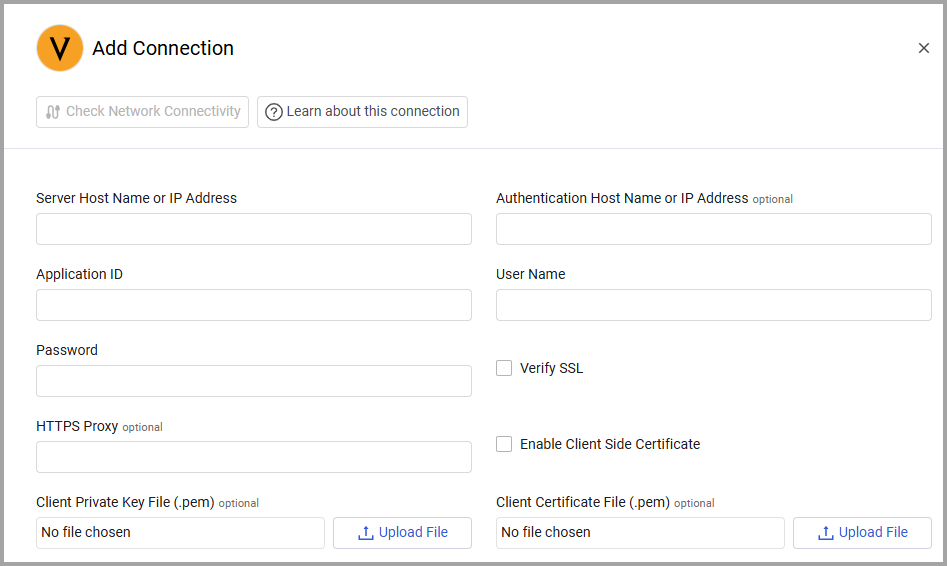 V Add Connection
Check Network Connectivity
? Learn about this connection
Server Host Name or IP Address
Authentication Host Name or IP Address optional
Application ID
User Name
Password
Verify SSL
HTTPS Proxy optional
Enable Client Side Certificate
Client Private Key File (.pem) optional
Client Certificate File (.pem) optional
No file chosen
Upload File
No file chosen
Upload File